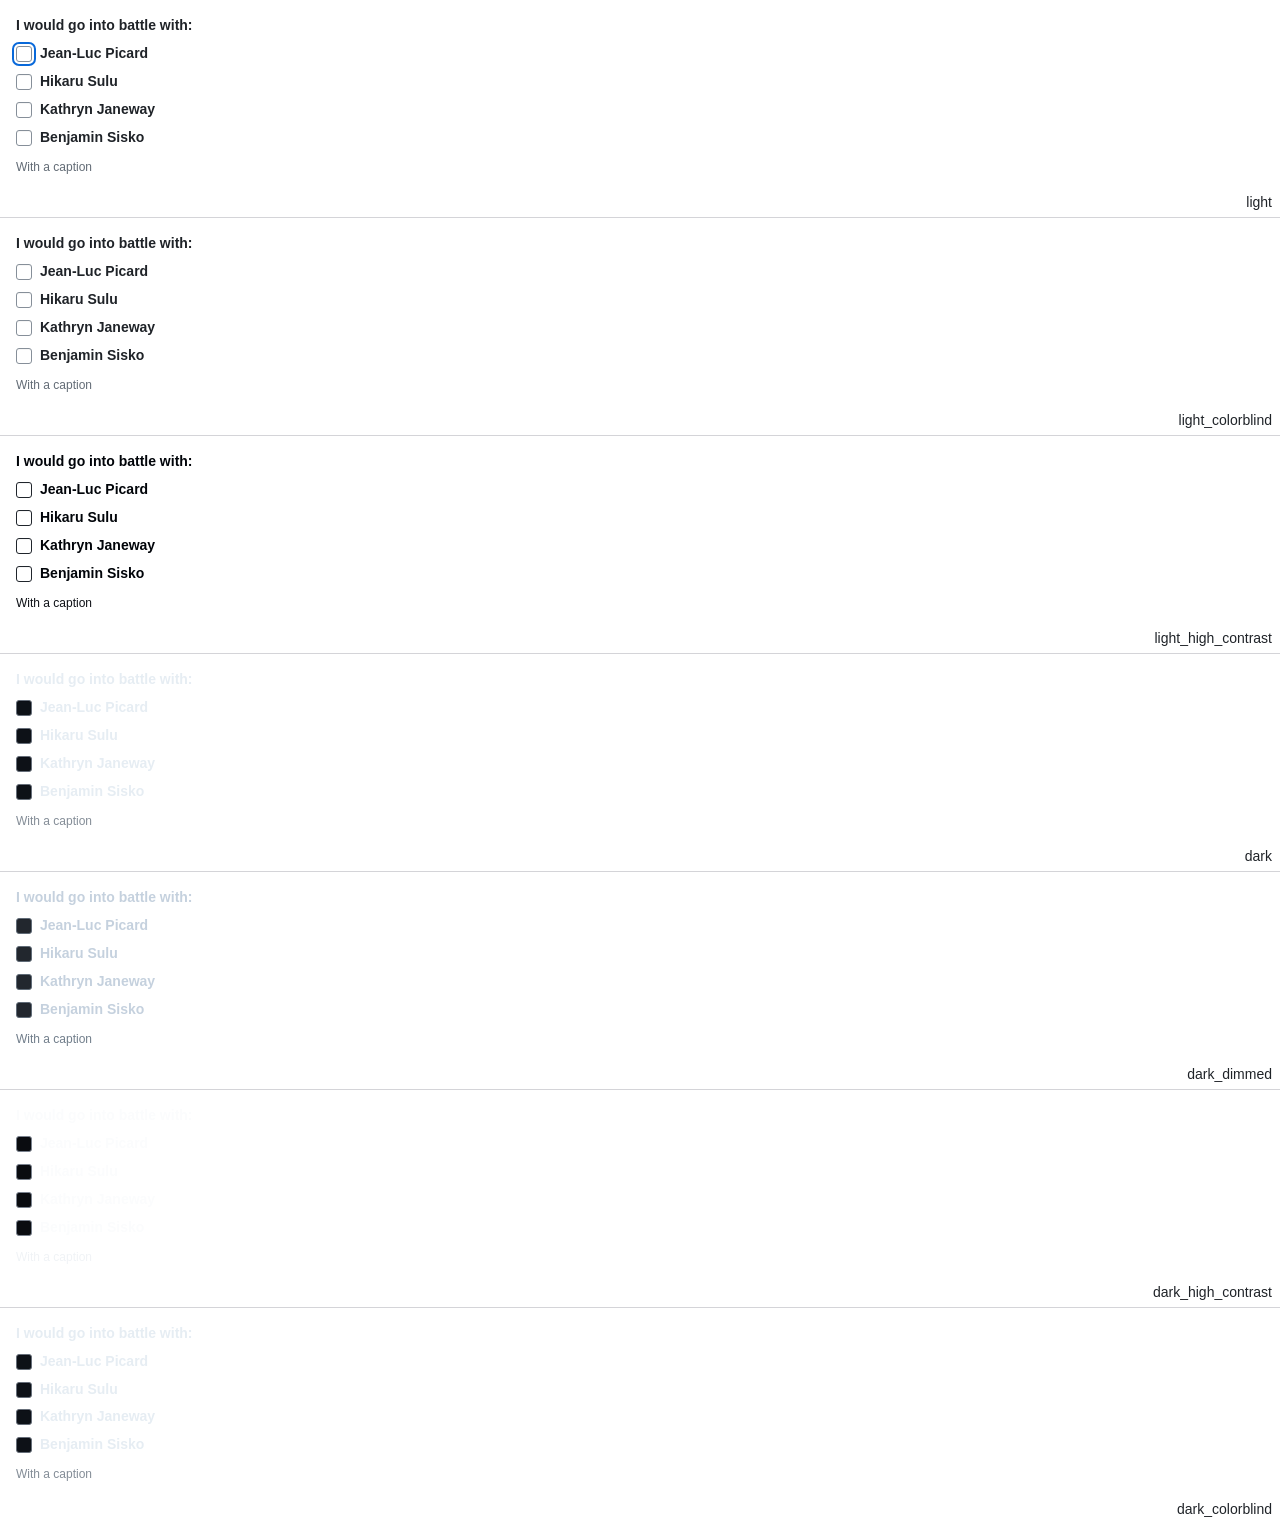 I would go into battle with:
Jean-Luc Picard
Hikaru Sulu
Kathryn Janeway
Benjamin Sisko
With a caption
light
I would go into battle with:
Jean-Luc Picard
Hikaru Sulu
Kathryn Janeway
Benjamin Sisko
With a caption
light_colorblind
I would go into battle with:
Jean-Luc Picard
Hikaru Sulu
Kathryn Janeway
Benjamin Sisko
With a caption
light_high_contrast
I would go into battle with:
Jean-Luc Picard
Hikaru Sulu
Kathryn Janeway
Benjamin Sisko
With a caption
dark
I would go into battle with:
Jean-Luc Picard
Hikaru Sulu
Kathryn Janeway
Benjamin Sisko
With a caption
dark_dimmed
I would go into battle with:
Jean-Luc Picard
Hikaru Sulu
Kathryn Janeway
Benjamin Sisko
With a caption
dark_high_contrast
I would go into battle with:
Jean-Luc Picard
Hikaru Sulu
Kathryn Janeway
Benjamin Sisko
With a caption
dark_colorblind